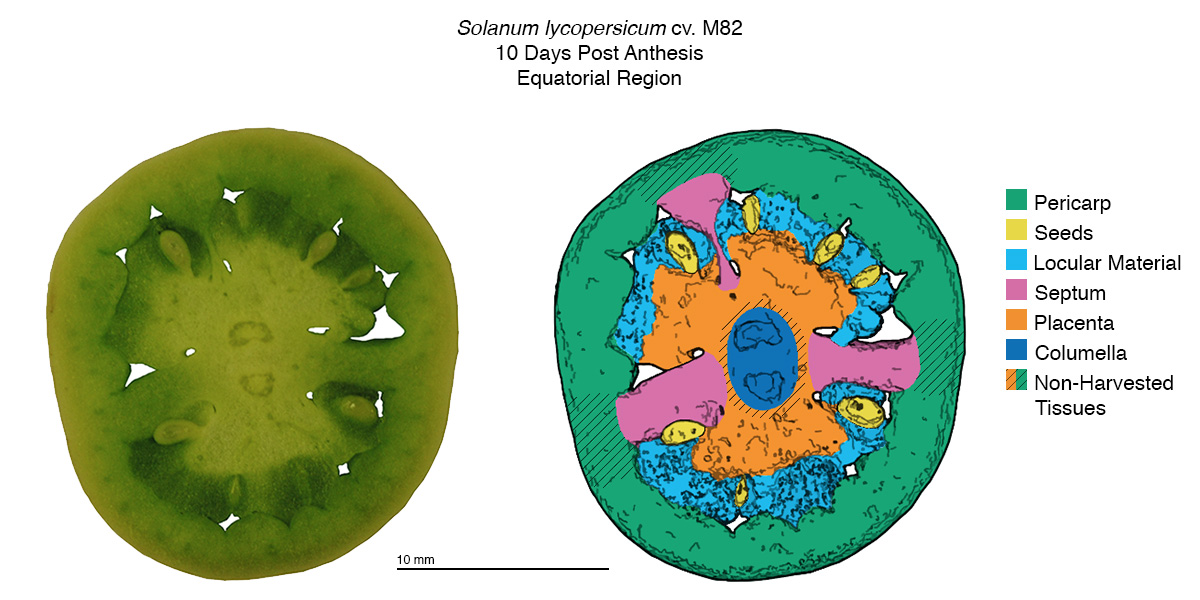 Solanum lycopersicum cv. M82
10 Days Post Anthesis
Equatorial Region
Pericarp
Seeds
Locular Material
Septum
Placenta
Columella
Non-Harvested
Tissues
10 mm